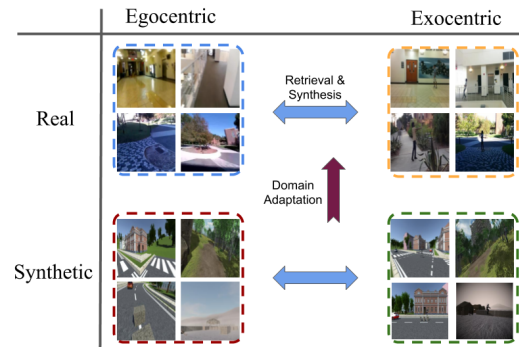 Egocentric
Exocentric
Real
Retrieval &
Synthesis
Domain
Adaptation
Synthetic